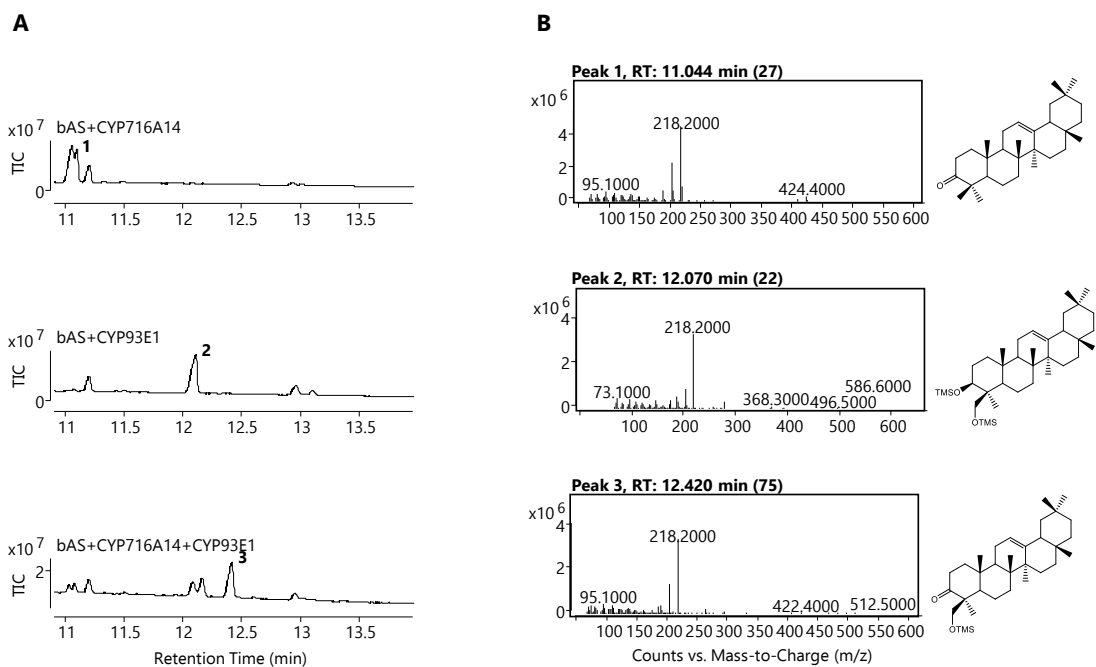 A
B
bAS+CYP716A14
x10 7
TIC
0
1
11 11.5 12 12.5 13 13.5
bAS+CYP93E1
x10 7
TIC
0
2
11 11.5 12 12.5 13 13.5
bAS+CYP716A14+CYP93E1
x10 7
2
TIC
0
3
11 11.5 12 12.5 13 13.5
Retention Time (min)
Peak 1, RT: 11.044 min (27)
x10 6
4
2
0
218.2000
95.1000
424.4000
100 150 200 250 300 350 400 450 500 550 600
O
Peak 2, RT: 12.070 min (22)
x10 6
4
2
0
218.2000
73.1000
368.3000
496.5000
586.6000
100 200 300 400 500 600
TMSO
OTMS
Peak 3, RT: 12.420 min (75)
x10 6
4
2
0
218.2000
95.1000
422.4000
512.5000
100 150 200 250 300 350 400 450 500 550 600
Counts vs. Mass-to-Charge (m/z)
O
OTMS